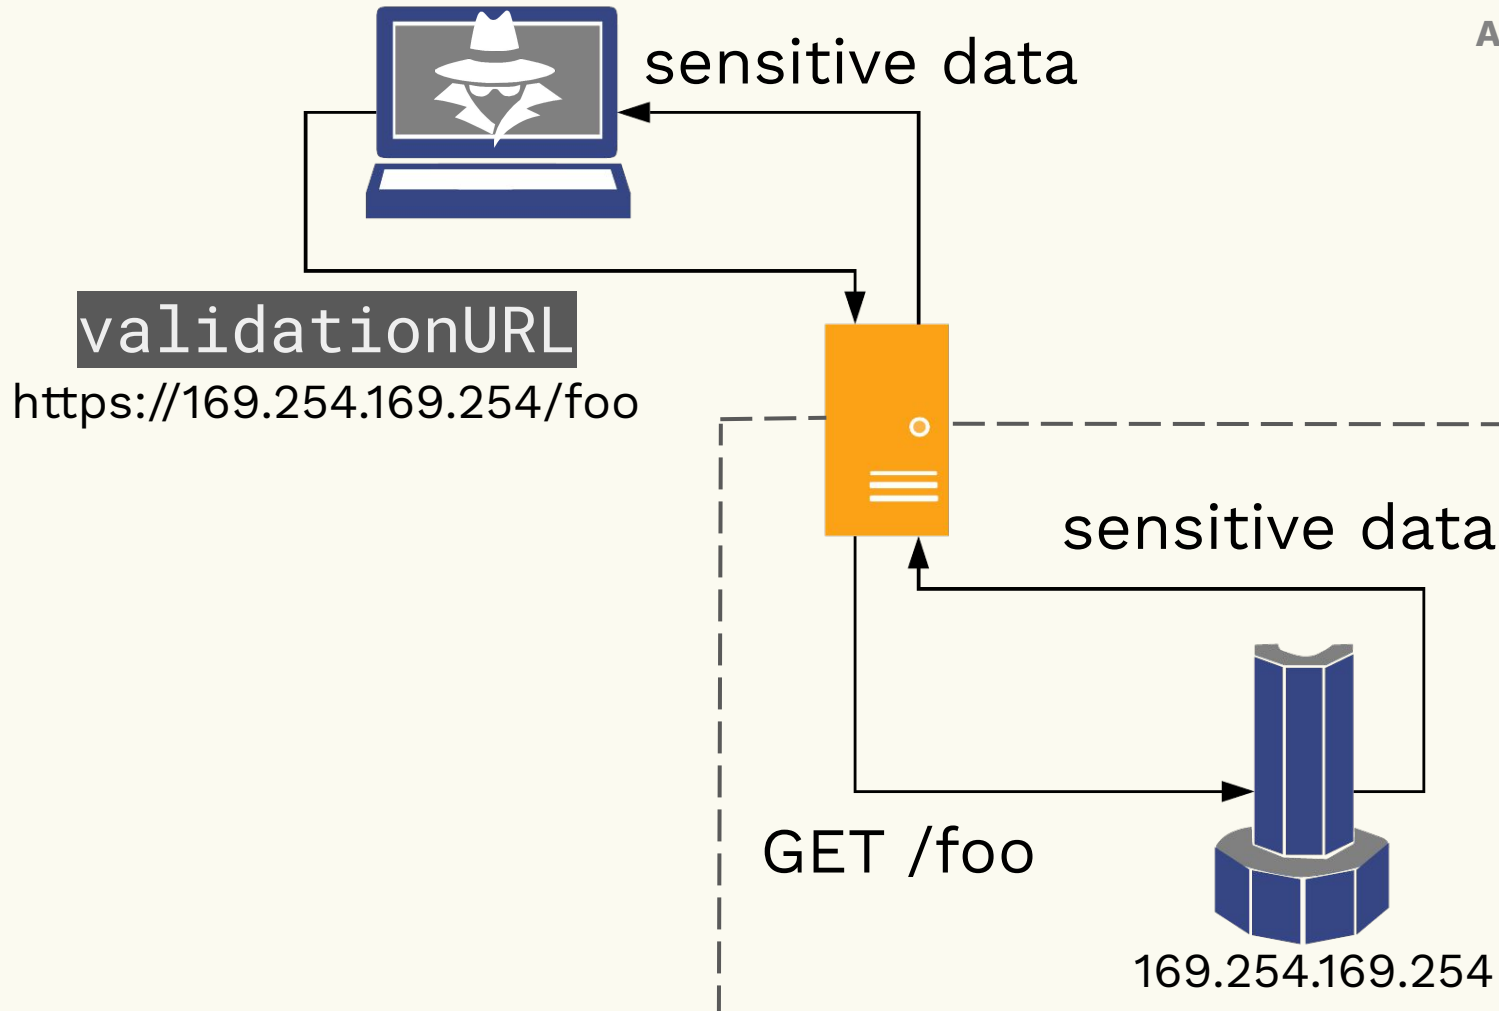 sensitive data
validationURL
https://169.254.169.254/foo
sensitive data
GET /foo
169.254.169.254